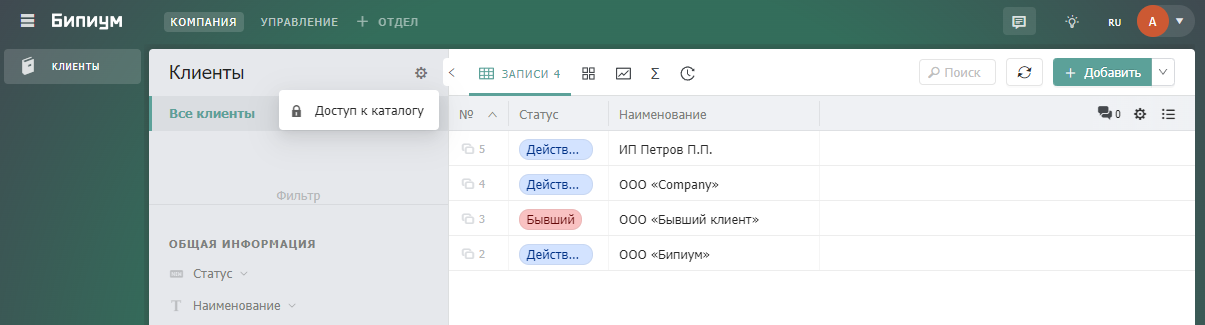 Бипиум КОМПАНИЯ УПРАВЛЕНИЕ + ОТДЕЛ RU А
КЛИЕНТЫ
Клиенты
ЗАПИСИ 4 Σ Поиск + Добавить
Все клиенты
Доступ к каталогу
Фильтр
ОБЩАЯ ИНФОРМАЦИЯ
Статус
T Наименование
№ Статус Наименование 0
5 Действ... ИП Петров П.П.
4 Действ... ООО «Company»
3 Бывший ООО «Бывший клиент»
2 Действ... ООО «Бипиум»